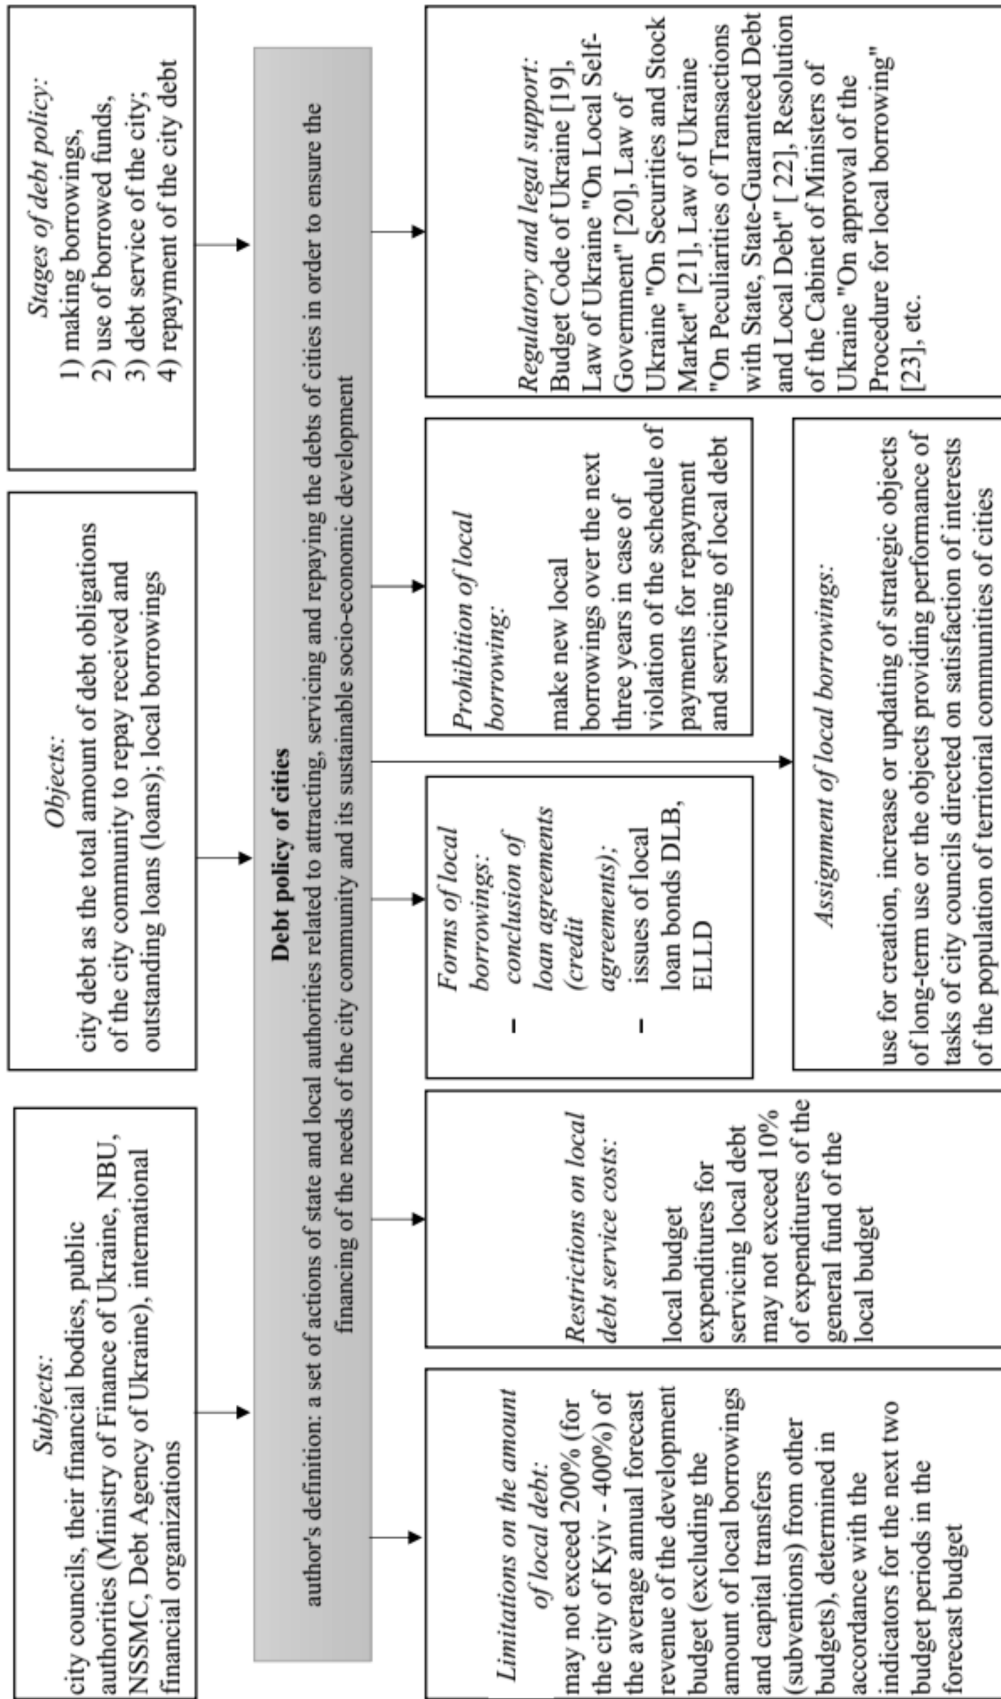 Subjects:
city councils, their financial bodies, public
authorities (Ministry of Finance of Ukraine, NBU,
NSSMC, Debt Agency of Ukraine), international
financial organizations
Objects:
city debt as the total amount of debt obligations
of the city community to repay received and
outstanding loans (loans); local borrowings
Stages of debt policy:
1) making borrowings,
2) use of borrowed funds,
3) debt service of the city;
4) repayment of the city debt
Debt policy of cities
author's definition: a set of actions of state and local authorities related to attracting, servicing and repaying the debts of cities in order to ensure the
financing of the needs of the city community and its sustainable socio-economic development
Limitations on the amount
of local debt:
may not exceed 200% (for
the city of Kyiv - 400%) of
the average annual forecast
revenue of the development
budget (excluding the
amount of local borrowings
and capital transfers
(subventions) from other
budgets), determined in
accordance with the
indicators for the next two
budget periods in the
forecast budget
Restrictions on local
debt service costs:
local budget
expenditures for
servicing local debt
may not exceed 10%
of expenditures of the
general fund of the
local budget
Forms of local
borrowings:
– conclusion of
loan agreements
(credit
agreements);
– issues of local
loan bonds DLB,
ELLD
Prohibition of local
borrowing:
make new local
borrowings over the next
three years in case of
violation of the schedule of
payments for repayment
and servicing of local debt
Regulatory and legal support:
Budget Code of Ukraine [19],
Law of Ukraine "On Local Self-
Government" [20], Law of
Ukraine "On Securities and Stock
Market" [21], Law of Ukraine
"On Peculiarities of Transactions
with State, State-Guaranteed Debt
and Local Debt" [ 22], Resolution
of the Cabinet of Ministers of
Ukraine "On approval of the
Procedure for local borrowing"
[23], etc.
Assignment of local borrowings:
use for creation, increase or updating of strategic objects
of long-term use or the objects providing performance of
tasks of city councils directed on satisfaction of interests
of the population of territorial communities of cities